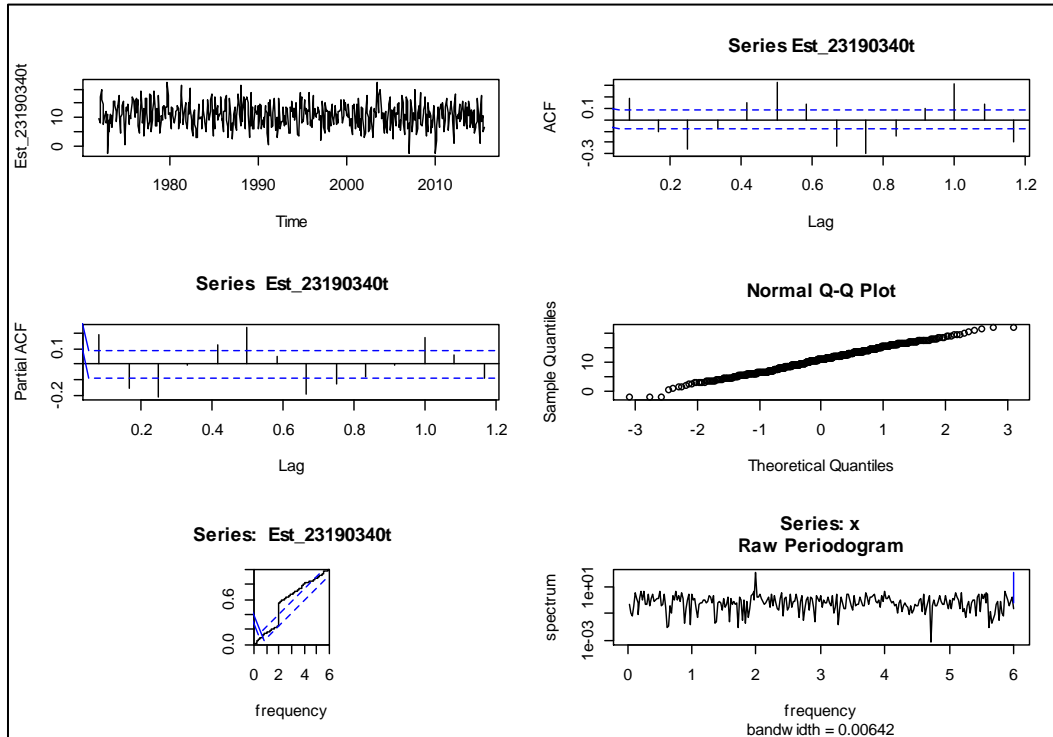 Est_23190340t
10
0
1980 1990 2000 2010
Time
Series Est_23190340t
ACF
0.1
-0.3
0.2 0.4 0.6 0.8 1.0 1.2
Lag
Series Est_23190340t
Partial ACF
0.1
-0.2
0.2 0.4 0.6 0.8 1.0 1.2
Lag
Normal Q-Q Plot
Sample Quantiles
10
0
-3 -2 -1 0 1 2 3
Theoretical Quantiles
Series: Est_23190340t
0.6
0.0
0 2 4 6
frequency
Series: x
Raw Periodogram
spectrum
1e+01
1e-03
0 1 2 3 4 5 6
frequency
bandwidth = 0.00642